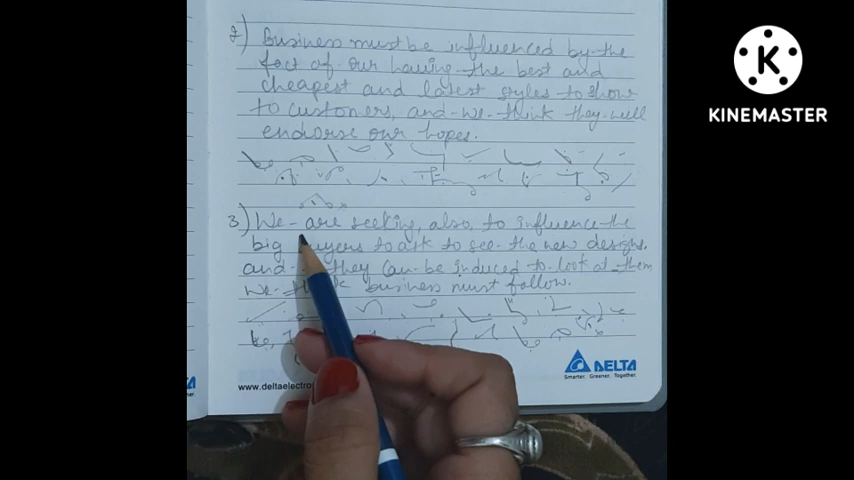 2) Business must be influenced by-the
fact of-our having-the best and
cheapest and latest styles to show
to customers, and-we-think they-will
endorse our hopes.
3) We-are seeking, also, to influence-the
big buyers to ask to see-the new designs.
and- they can-be induced to-look at-them
we- business must follow.
www.deltaelectro
DELTA
Smarter. Greener. Together.
K
KINEMASTER